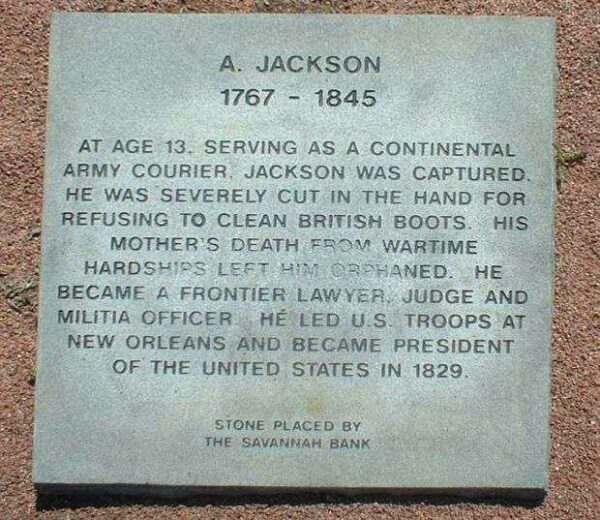 A. JACKSON
1767 - 1845
AT AGE 13, SERVING AS A CONTINENTAL
ARMY COURIER, JACKSON WAS CAPTURED.
HE WAS SEVERELY CUT IN THE HAND FOR
REFUSING TO CLEAN BRITISH BOOTS. HIS
MOTHER'S DEATH FROM WARTIME
HARDSHIPS LEFT HIM ORPHANED. HE
BECAME A FRONTIER LAWYER, JUDGE AND
MILITIA OFFICER. HE LED U.S. TROOPS AT
NEW ORLEANS AND BECAME PRESIDENT
OF THE UNITED STATES IN 1829.
STONE PLACED BY
THE SAVANNAH BANK